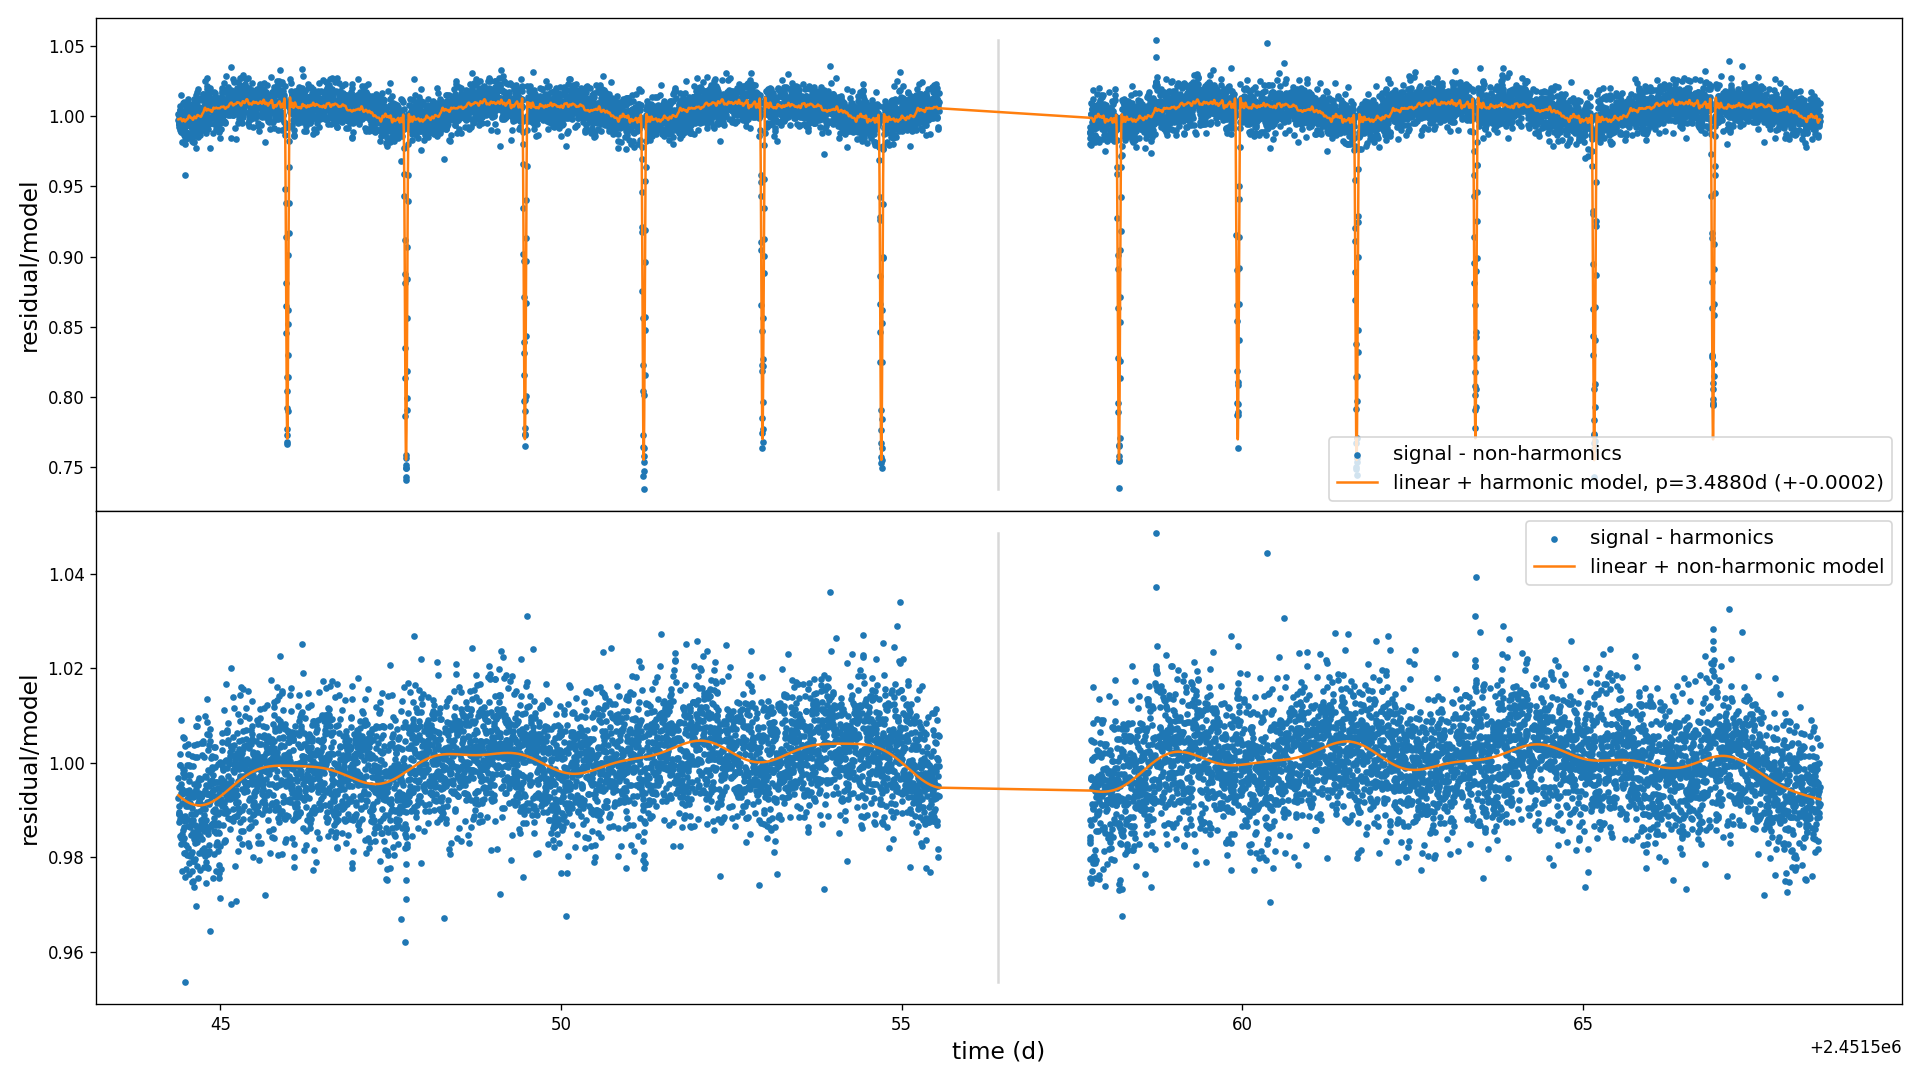 1.05
1.00
0.95
0.90
0.85
0.80
0.75
residual/model
signal - non-harmonics
linear + harmonic model, p=3.4880d (+-0.0002)
signal - harmonics
linear + non-harmonic model
1.04
1.02
1.00
0.98
0.96
residual/model
45 50 55 60 65
time (d)
+2.4515e6